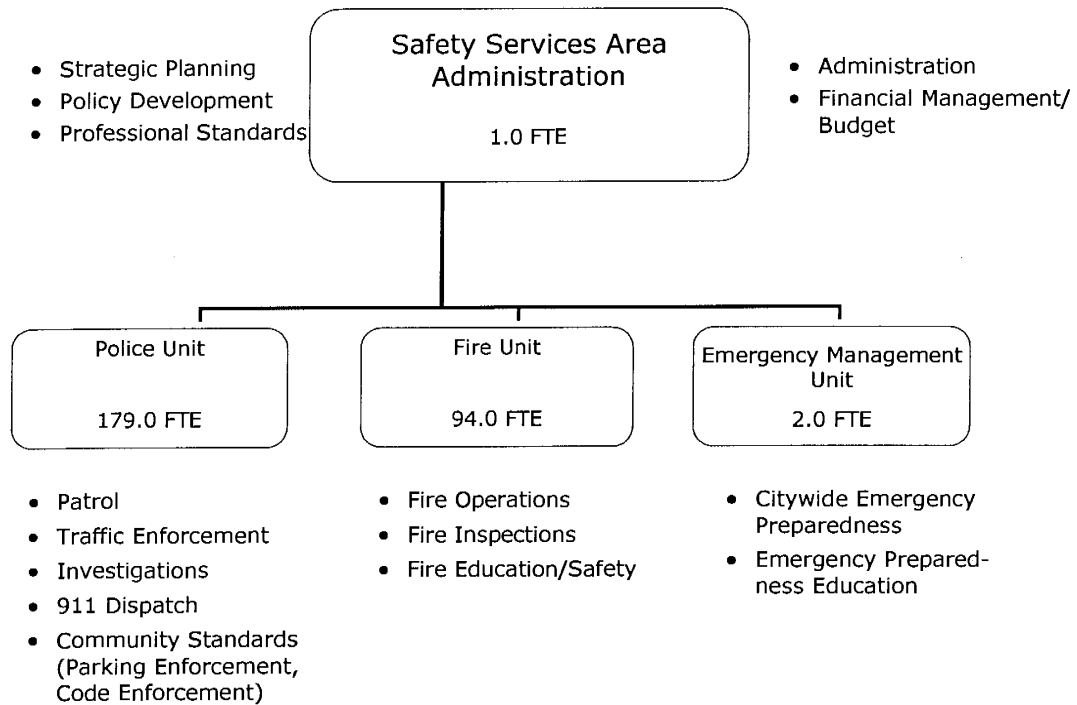 Safety Services Area
Administration
1.0 FTE
• Strategic Planning
• Policy Development
• Professional Standards
• Administration
• Financial Management/
Budget
Police Unit
179.0 FTE
Fire Unit
94.0 FTE
Emergency Management
Unit
2.0 FTE
• Patrol
• Traffic Enforcement
• Investigations
• 911 Dispatch
• Community Standards
(Parking Enforcement,
Code Enforcement)
• Fire Operations
• Fire Inspections
• Fire Education/Safety
• Citywide Emergency
Preparedness
• Emergency Prepared-
ness Education